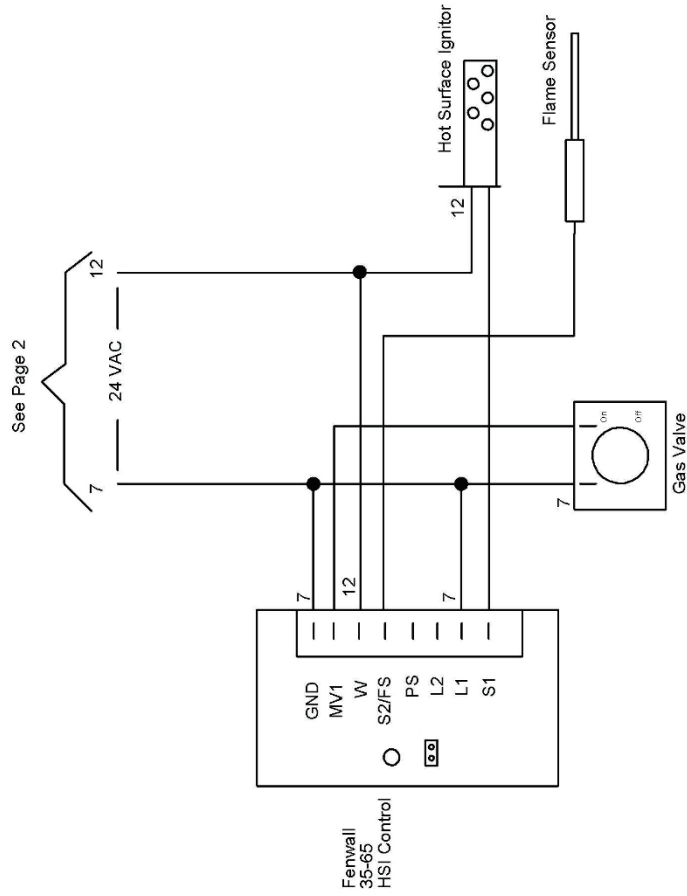 See Page 2
7
12
24 VAC
Hot Surface Ignitor
12
Flame Sensor
7
12
7
GND
MV1
W
S2/FS
PS
L2
L1
S1
Fenwall
35-65
HSI Control
7
On
Off
Gas Valve